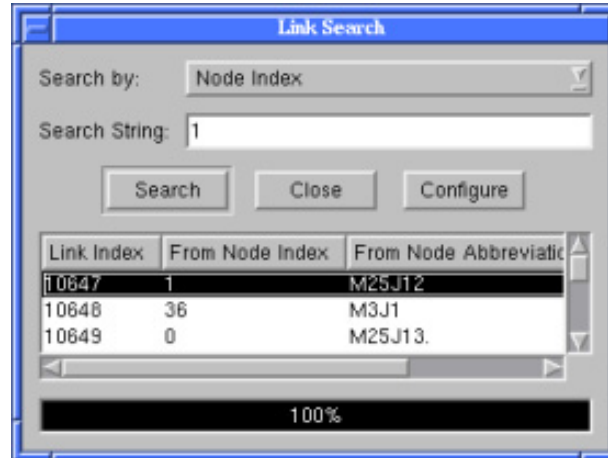 Link Search
Search by: Node Index
Search String: 1
Search Close Configure
Link Index From Node Index From Node Abbreviatic
10647 1 M25J12
10648 36 M3J1
10649 0 M25J13.
100%